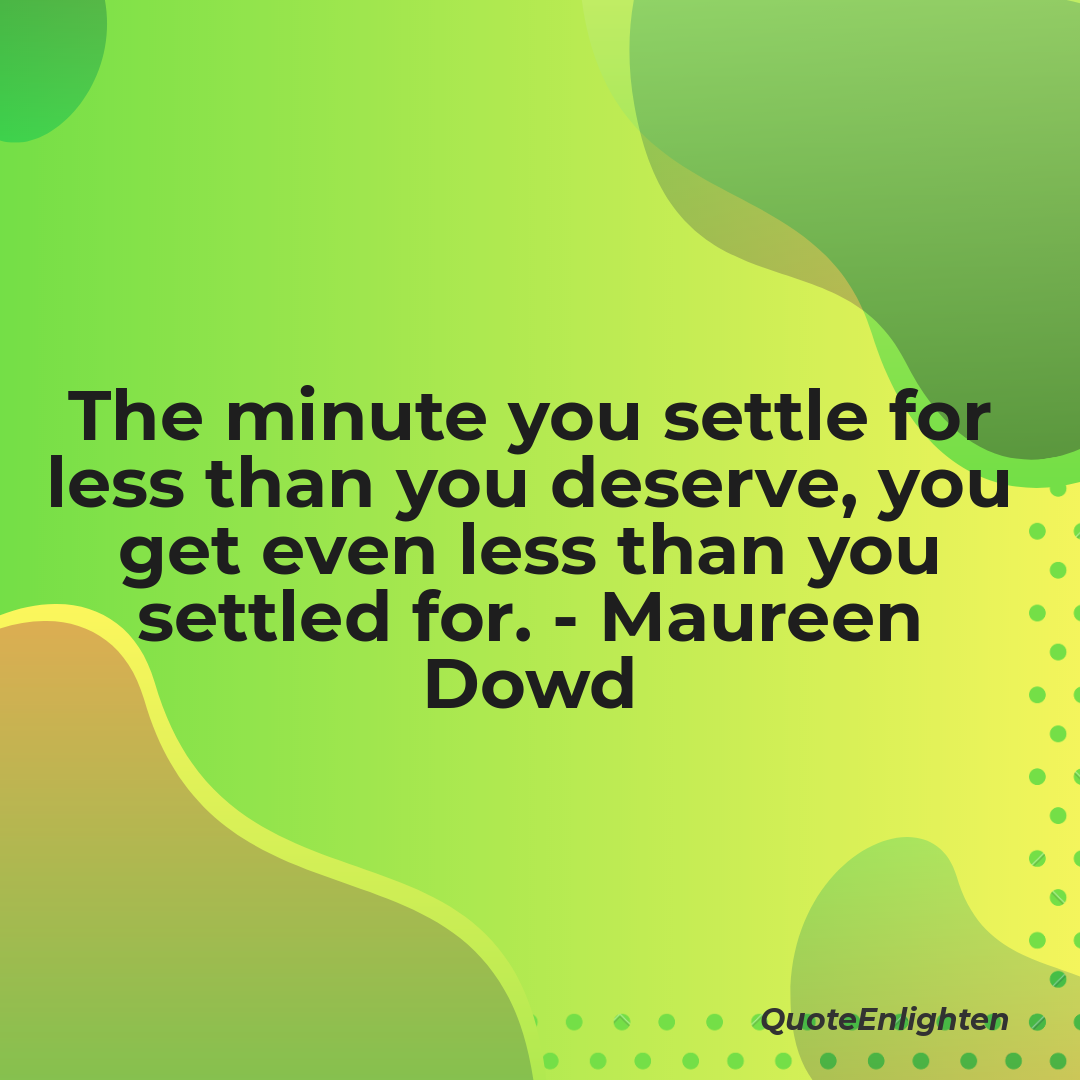 The minute you settle for
less than you deserve, you
get even less than you
settled for. - Maureen
Dowd
QuoteEnlighten